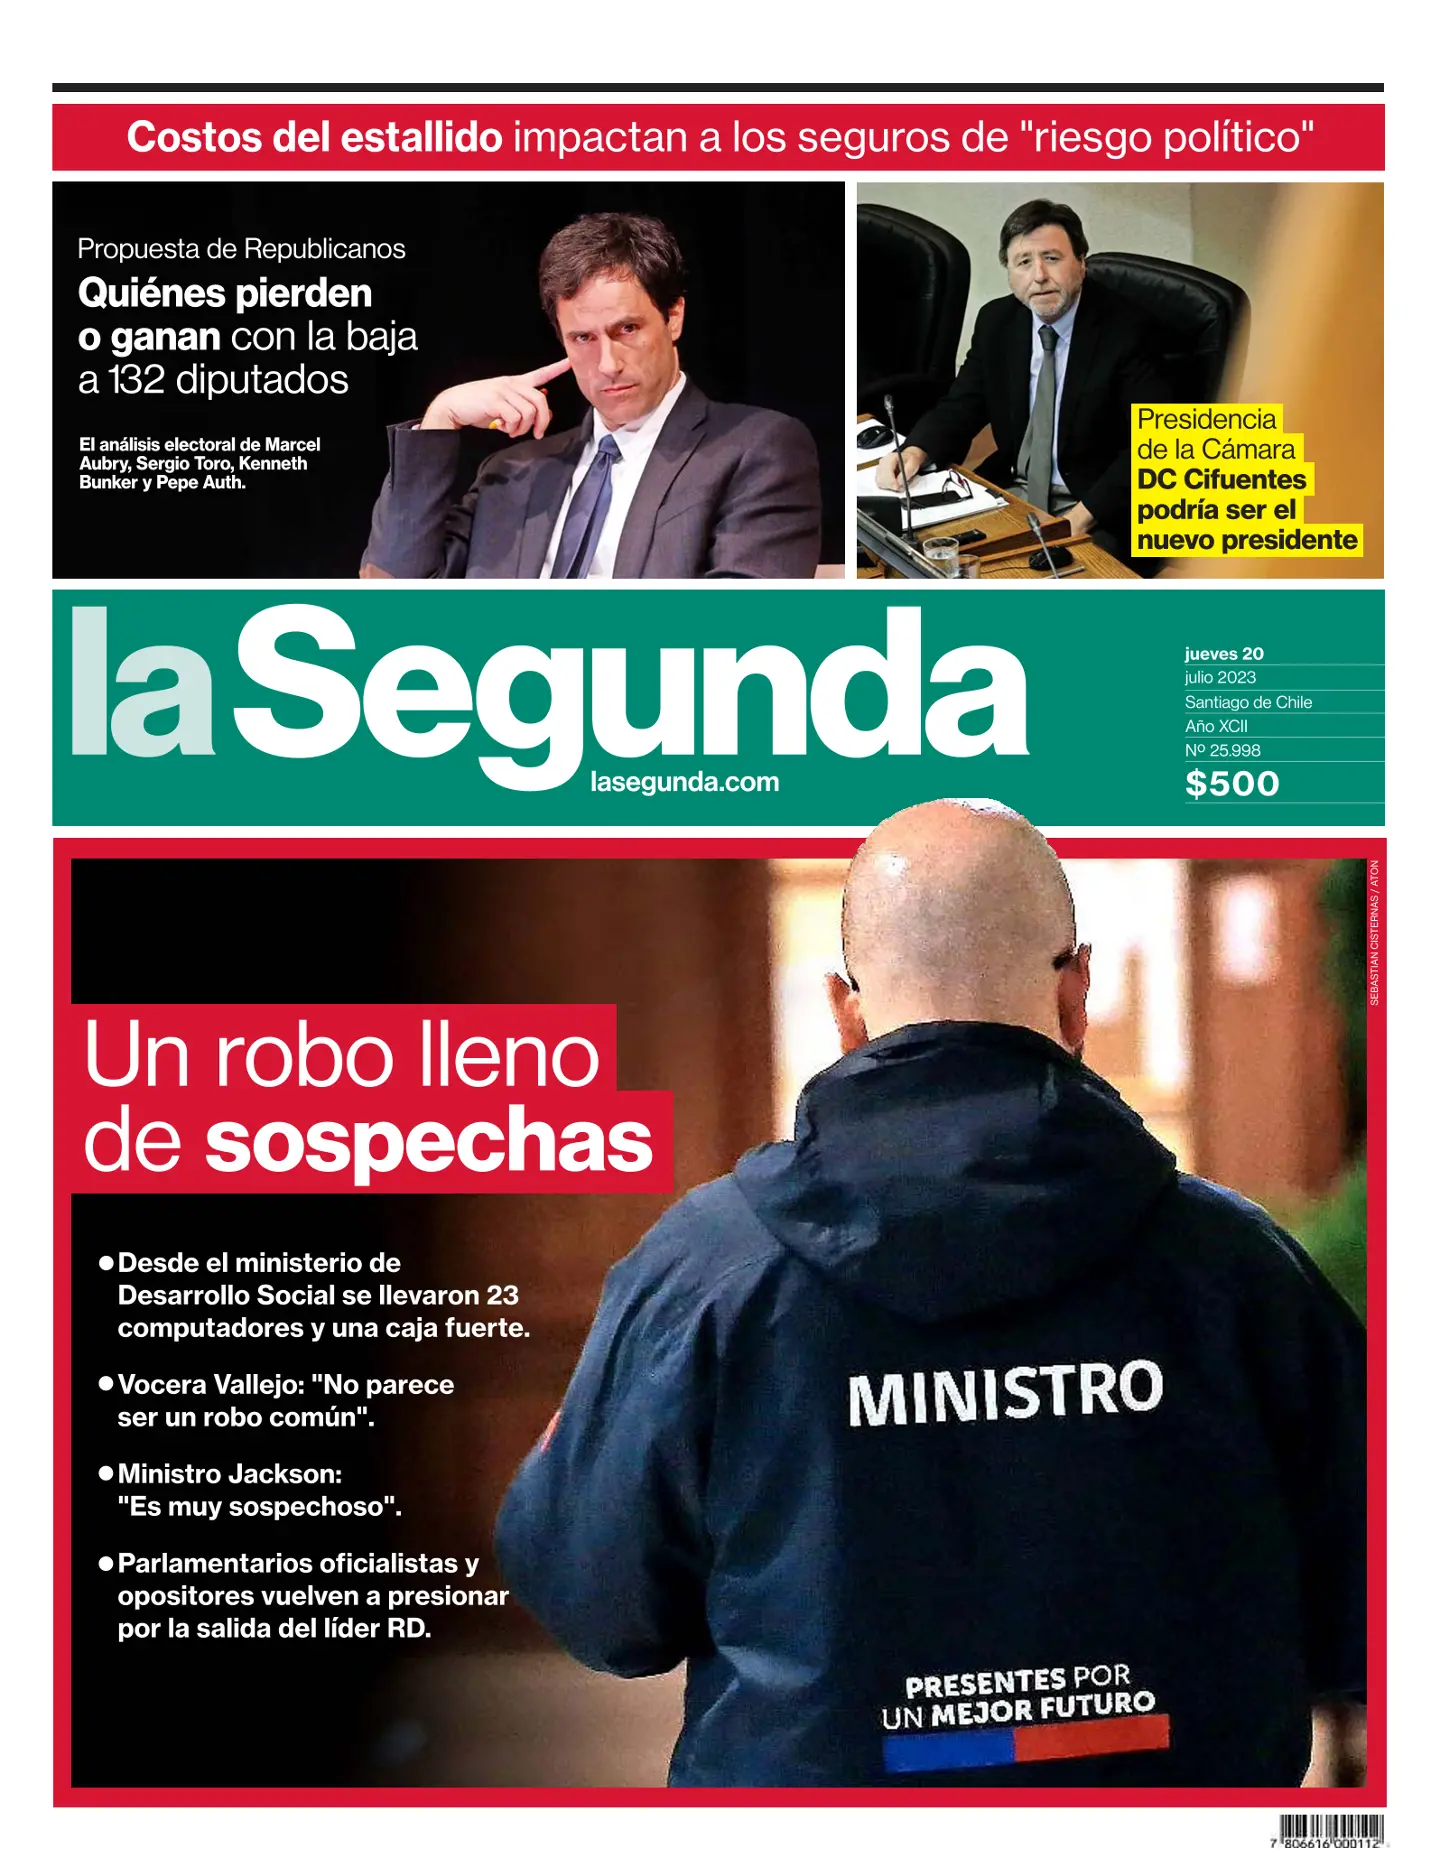 Costos del estallido impactan a los seguros de "riesgo político"
Propuesta de Republicanos
Quiénes pierden
o ganan con la baja
a 132 diputados
El análisis electoral de Marcel
Aubry, Sergio Toro, Kenneth
Bunker y Pepe Auth.
Presidencia
de la Cámara
DC Cifuentes
podría ser el
nuevo presidente
laSegunda
lasegunda.com
jueves 20
julio 2023
Santiago de Chile
Año XCII
Nº 25.998
$500
SEBASTIAN CISTERNAS / ATON
Un robo lleno
de sospechas
● Desde el ministerio de
Desarrollo Social se llevaron 23
computadores y una caja fuerte.
● Vocera Vallejo: "No parece
ser un robo común".
● Ministro Jackson:
"Es muy sospechoso".
● Parlamentarios oficialistas y
opositores vuelven a presionar
por la salida del líder RD.
MINISTRO
PRESENTES POR
UN MEJOR FUTURO
7 806616 000112